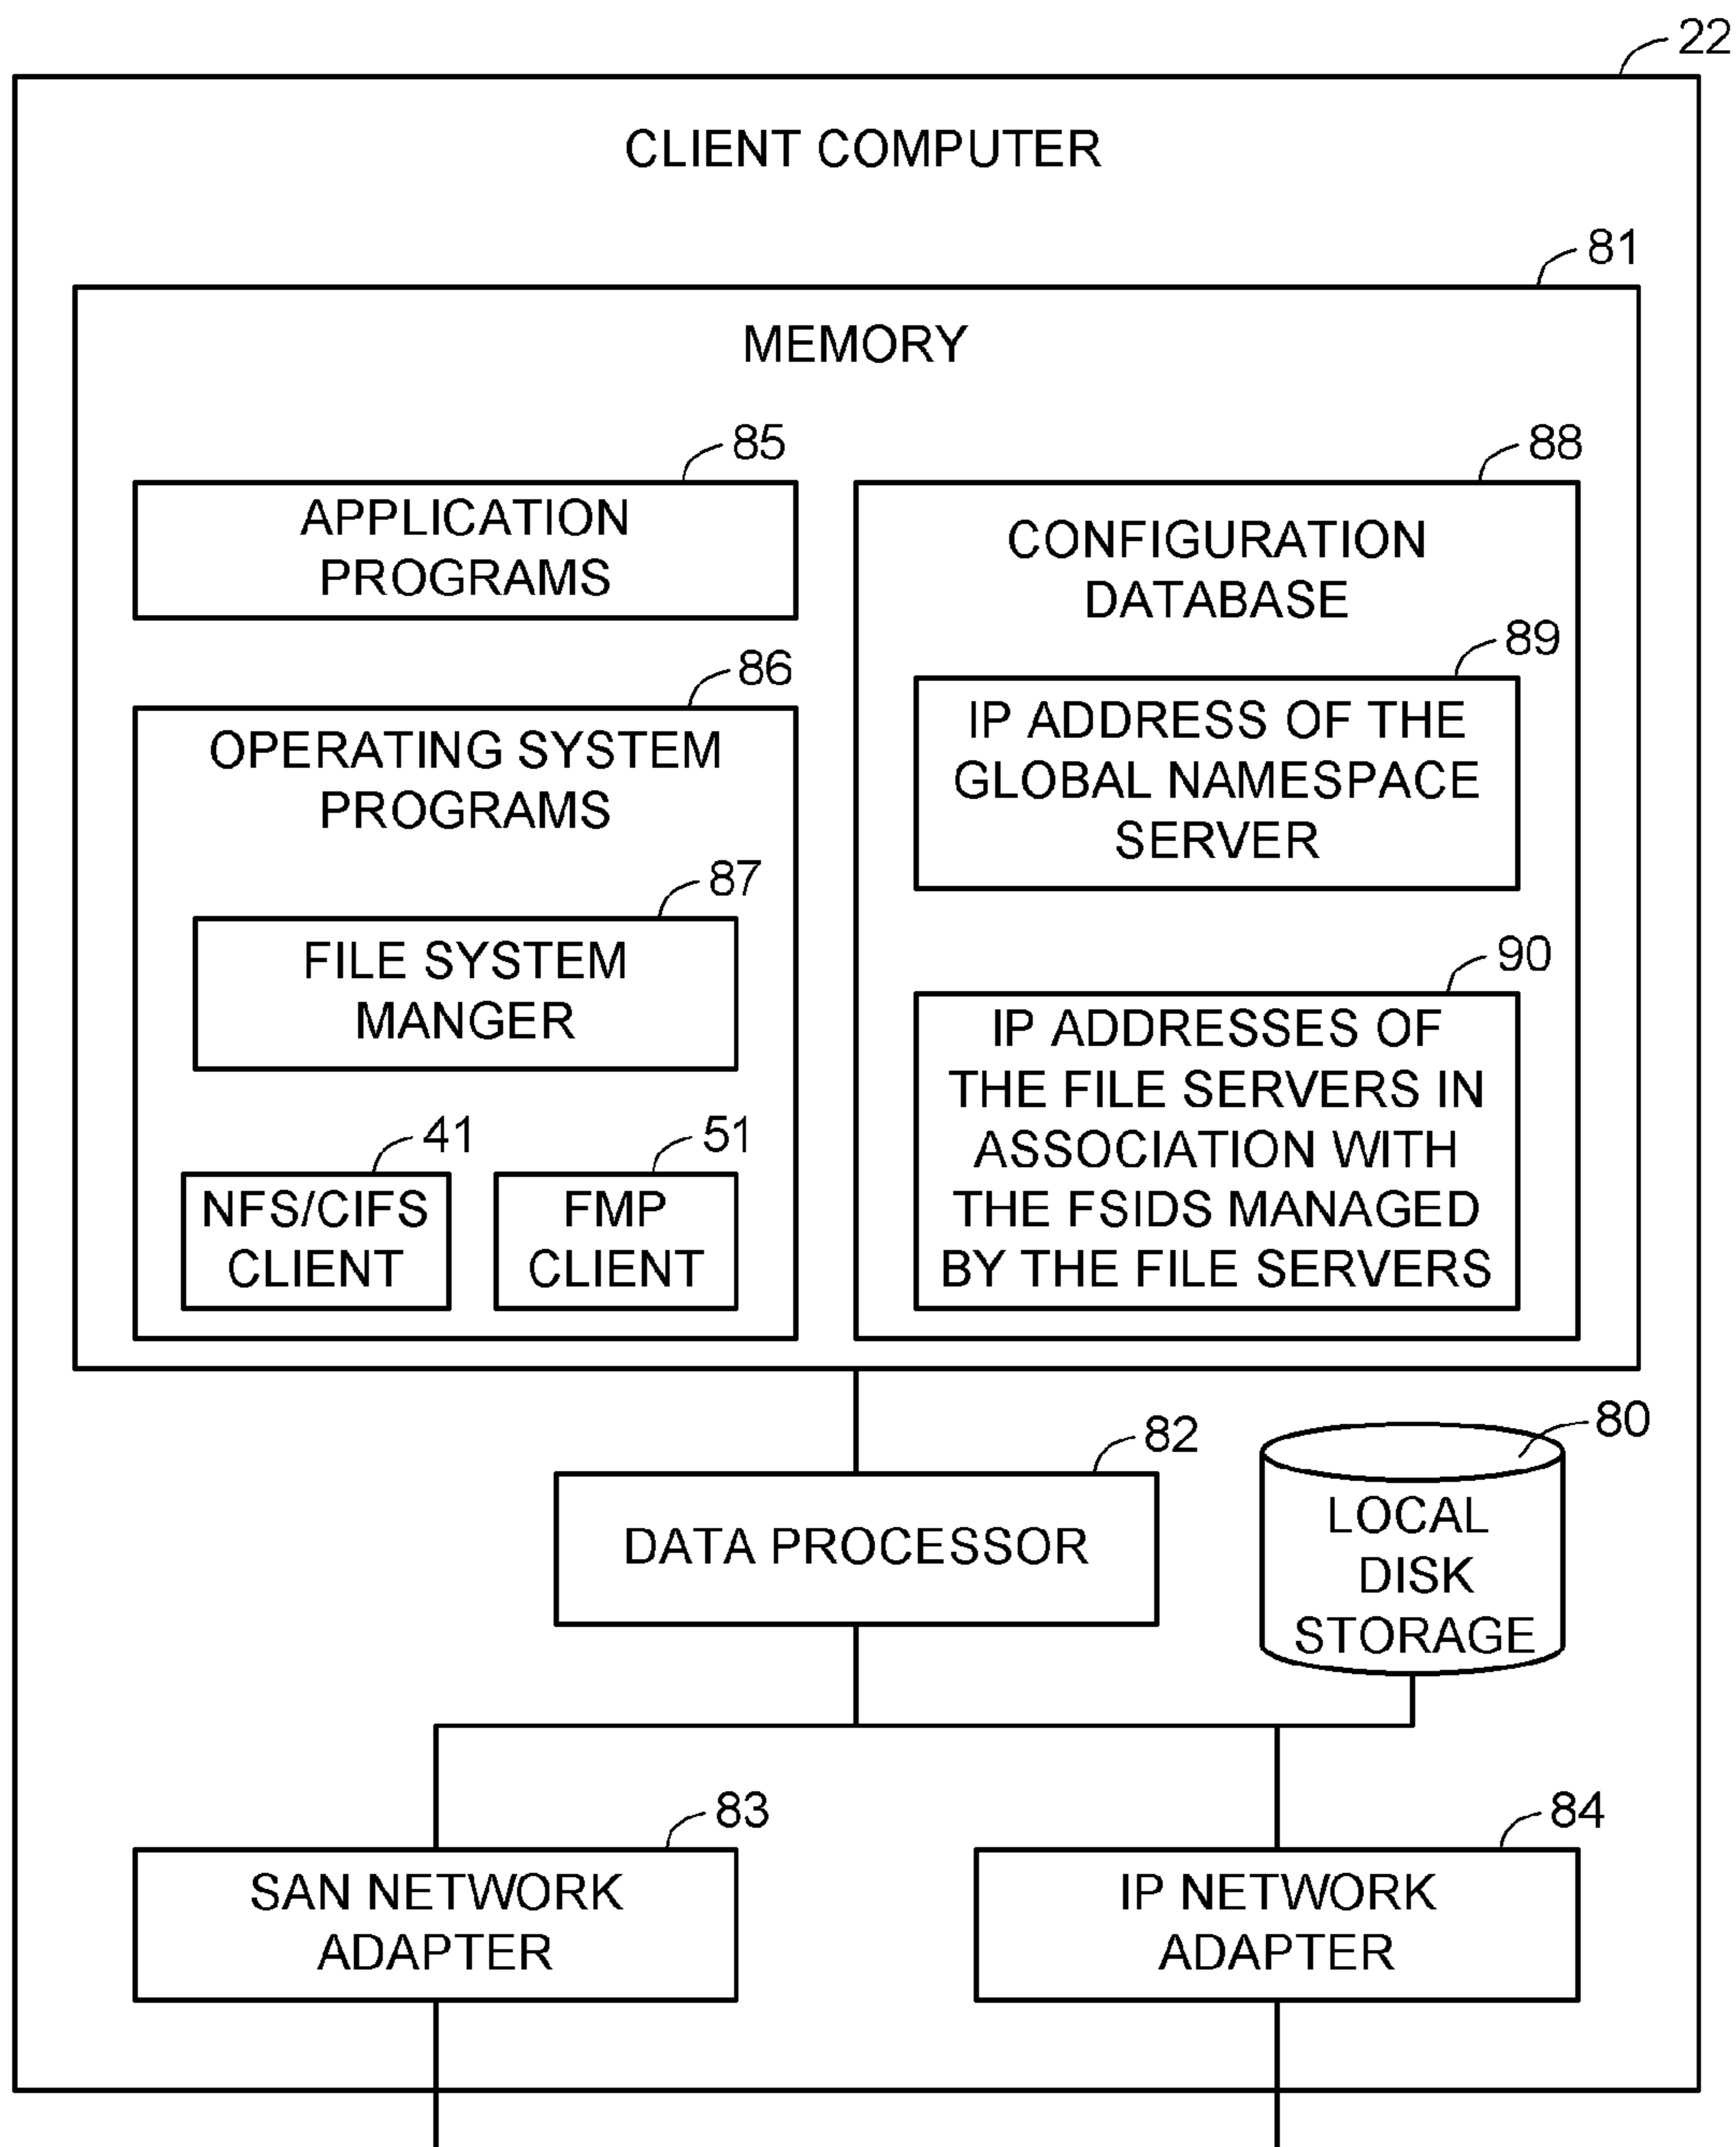 22
CLIENT COMPUTER
81
MEMORY
85
APPLICATION
PROGRAMS
86
OPERATING SYSTEM
PROGRAMS
87
FILE SYSTEM
MANGER
41
NFS/CIFS
CLIENT
51
FMP
CLIENT
88
CONFIGURATION
DATABASE
89
IP ADDRESS OF THE
GLOBAL NAMESPACE
SERVER
90
IP ADDRESSES OF
THE FILE SERVERS IN
ASSOCIATION WITH
THE FSIDS MANAGED
BY THE FILE SERVERS
82
DATA PROCESSOR
80
LOCAL
DISK
STORAGE
83
SAN NETWORK
ADAPTER
84
IP NETWORK
ADAPTER